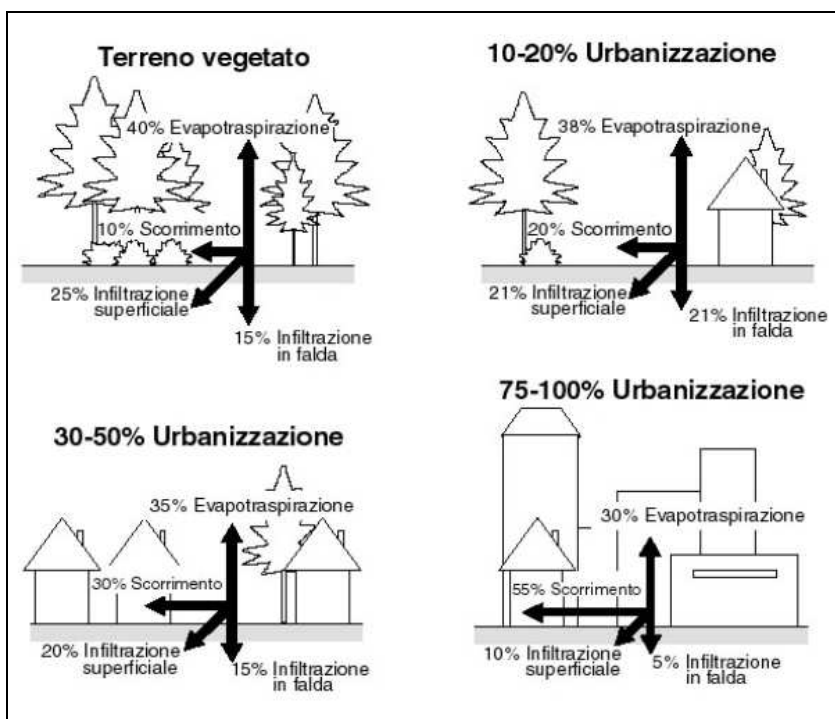 Terreno vegetato
40% Evapotraspirazione
10% Scorrimento
25% Infiltrazione
superficiale
15% Infiltrazione
in falda
10-20% Urbanizzazione
38% Evapotraspirazione
20% Scorrimento
21% Infiltrazione
superficiale
21% Infiltrazione
in falda
30-50% Urbanizzazione
35% Evapotraspirazione
30% Scorrimento
20% Infiltrazione
superficiale
15% Infiltrazione
in falda
75-100% Urbanizzazione
30% Evapotraspirazione
55% Scorrimento
10% Infiltrazione
superficiale
5% Infiltrazione
in falda